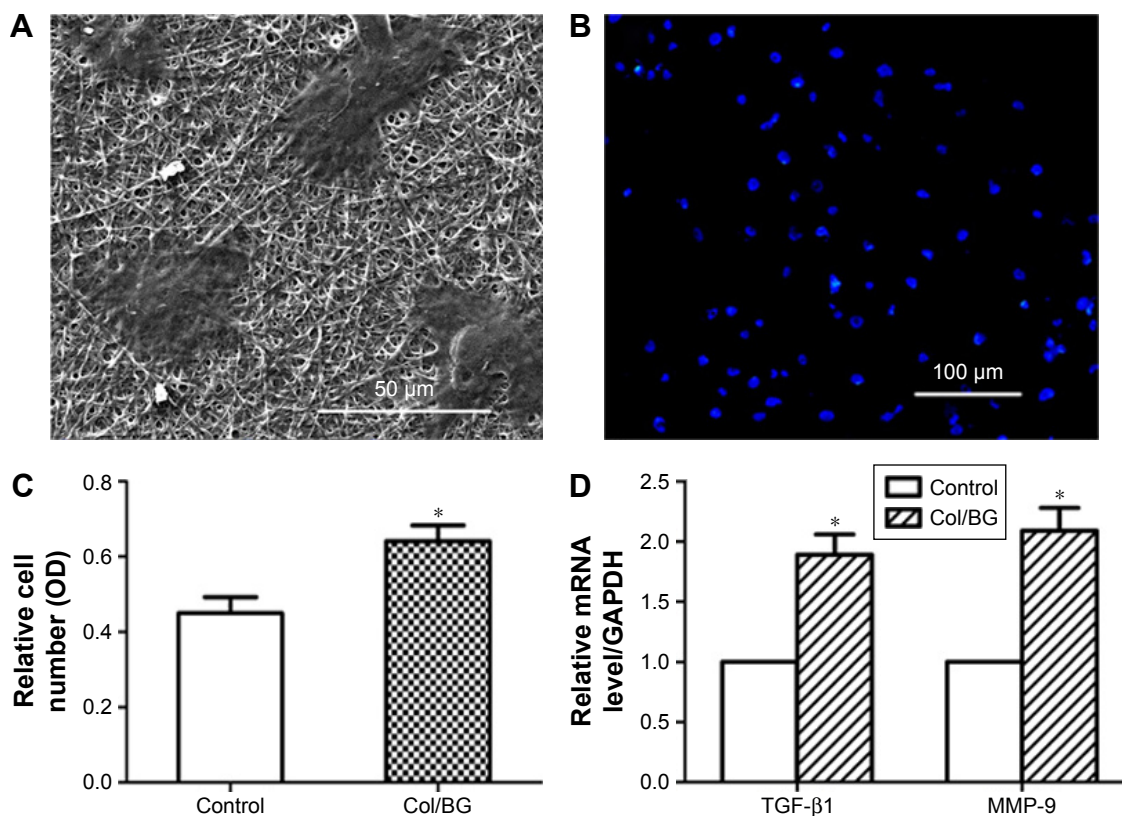 A
50 µm
B
100 µm
C
Relative cell
number (OD)
0.8
0.6
0.4
0.2
0.0
*
Control
Col/BG
D
Relative mRNA
level/GAPDH
2.5
2.0
1.5
1.0
0.5
0.0
Control
Col/BG
*
*
TGF-β1
MMP-9